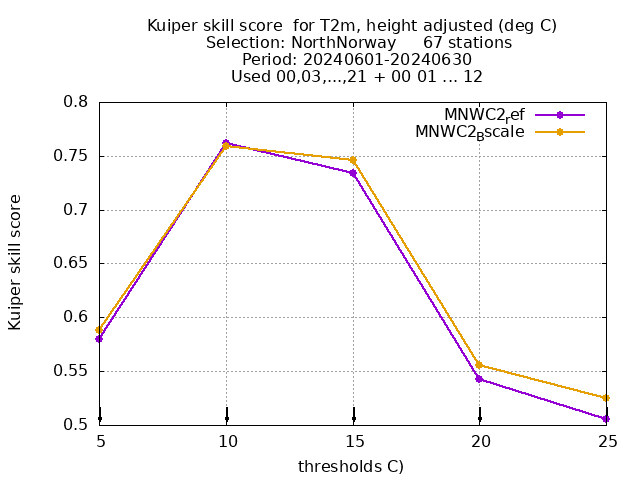 Kuiper skill score  for T2m, height adjusted (deg C)
Selection: NorthNorway     67 stations
Period: 20240601-20240630
Used 00,03,...,21 + 00 01 ... 12
MNWC2_ref
MNWC2_Bscale
0.8
0.75
0.7
0.65
0.6
0.55
0.5
Kuiper skill score
5
10
15
20
25
thresholds C)